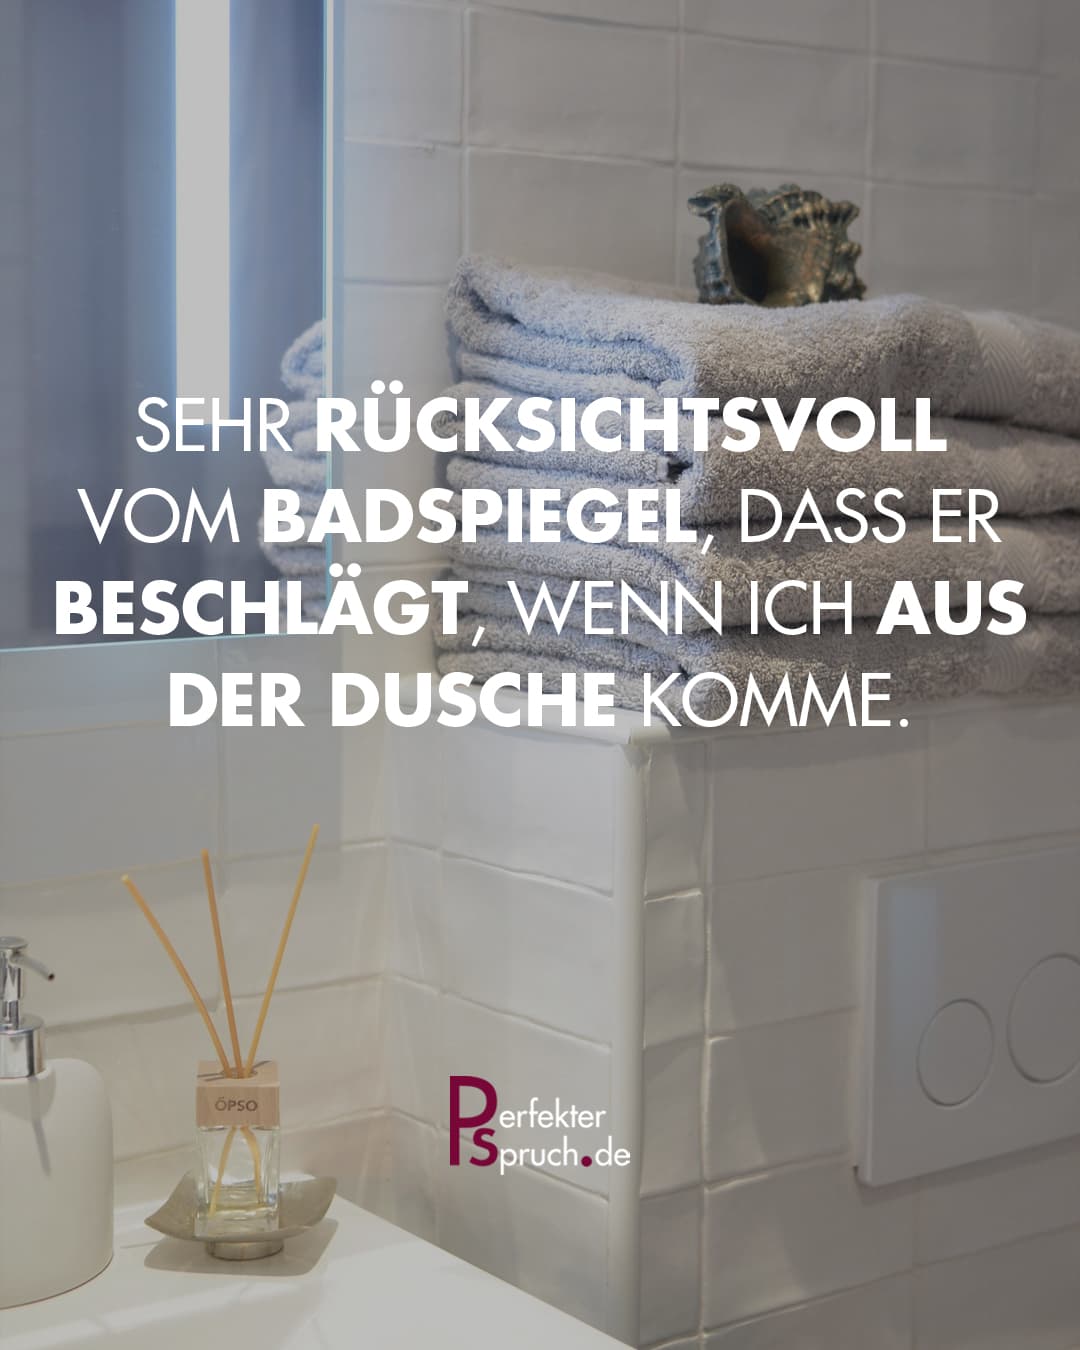 SEHR RÜCKSICHTSVOLL
VOM BADSPIEGEL, DASS ER
BESCHLÄGT, WENN ICH AUS
DER DUSCHE KOMME.
ÖPSO
Perfekter
spruch.de